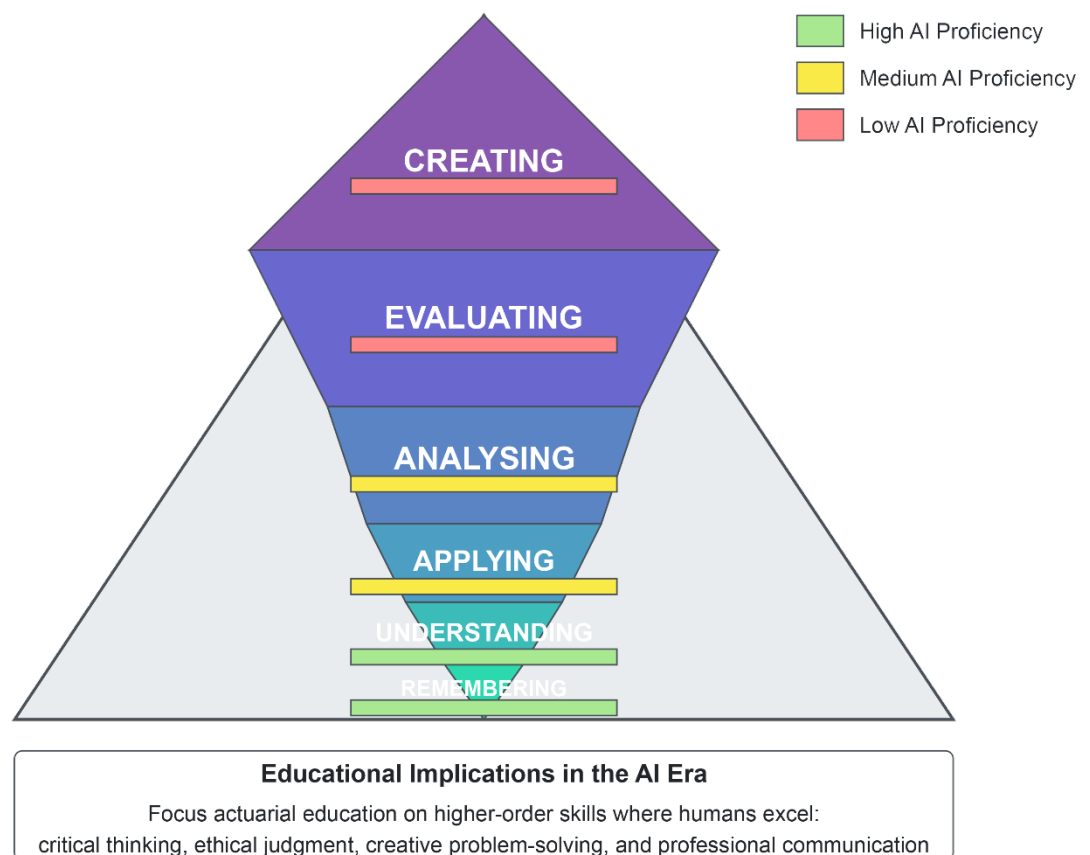 High AI Proficiency
Medium AI Proficiency
Low AI Proficiency
CREATING
EVALUATING
ANALYSING
APPLYING
UNDERSTANDING
REMEMBERING
Educational Implications in the AI Era
Focus actuarial education on higher-order skills where humans excel:
critical thinking, ethical judgment, creative problem-solving, and professional communication